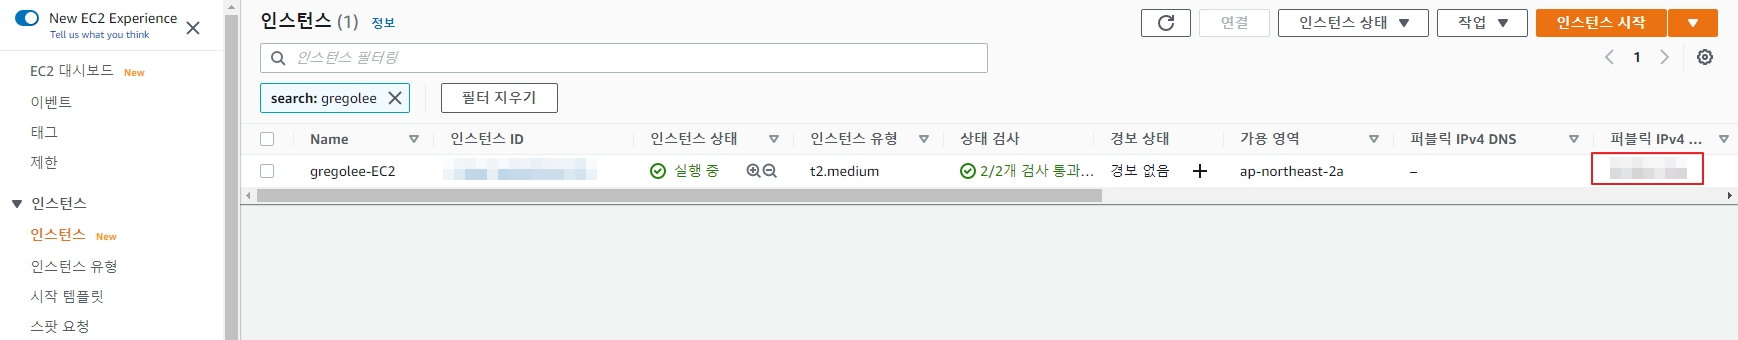 New EC2 Experience
Tell us what you think
EC2 대시보드 New
이벤트
태그
제한
인스턴스
인스턴스 New
인스턴스 유형
시작 템플릿
스팟 요청
인스턴스 (1) 정보
연결 인스턴스 상태 작업 인스턴스 시작
인스턴스 필터링
1
search: gregolee 필터 지우기
Name 인스턴스 ID 인스턴스 상태 인스턴스 유형 상태 검사 경보 상태 가용 영역 퍼블릭 IPv4 DNS 퍼블릭 IPv4 ...
gregolee-EC2 실행 중 t2.medium 2/2개 검사 통과... 경보 없음 + ap-northeast-2a –